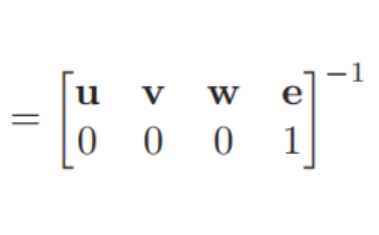 = [ u v w e ]⁻¹
[ 0 0 0 1 ]